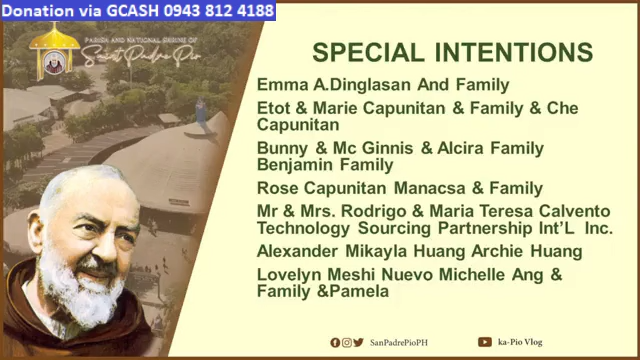 Donation via GCASH 0943 812 4188
PARISH AND NATIONAL SHRINE OF
Saint Padre Pio
SPECIAL INTENTIONS
Emma A.Dinglasan And Family
Etot & Marie Capunitan & Family & Che
Capunitan
Bunny & Mc Ginnis & Alcira Family
Benjamin Family
Rose Capunitan Manacsa & Family
Mr & Mrs. Rodrigo & Maria Teresa Calvento
Technology Sourcing Partnership Int'L Inc.
Alexander Mikayla Huang Archie Huang
Lovelyn Meshi Nuevo Michelle Ang &
Family &Pamela
SanPadrePioPH
ka-Pio Vlog